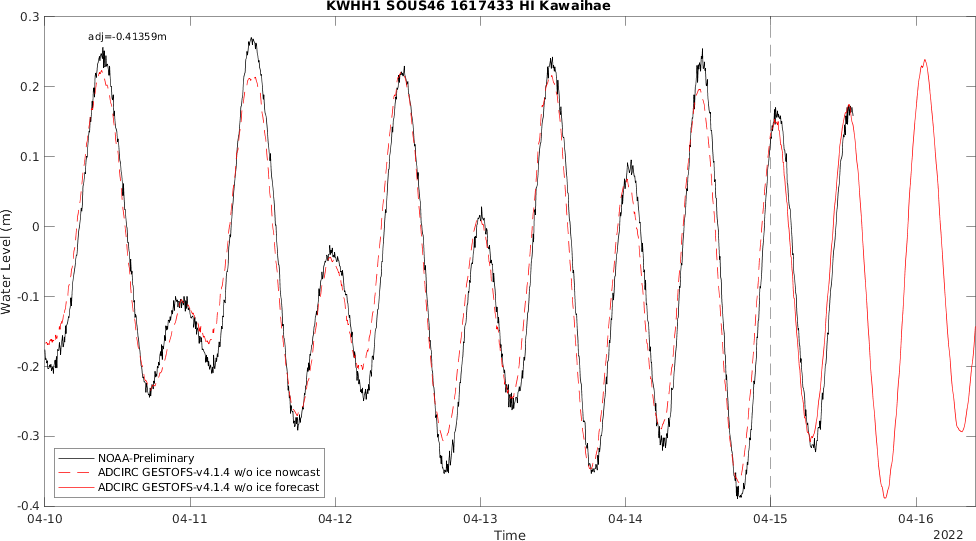 KWHH1 SOUS46 1617433 HI Kawaihae
adj=-0.41359m
0.3
0.2
0.1
0
-0.1
-0.2
-0.3
-0.4
Water Level (m)
NOAA-Preliminary
ADCIRC GESTOFS-v4.1.4 w/o ice nowcast
ADCIRC GESTOFS-v4.1.4 w/o ice forecast
04-10 04-11 04-12 04-13 04-14 04-15 04-16
Time
2022